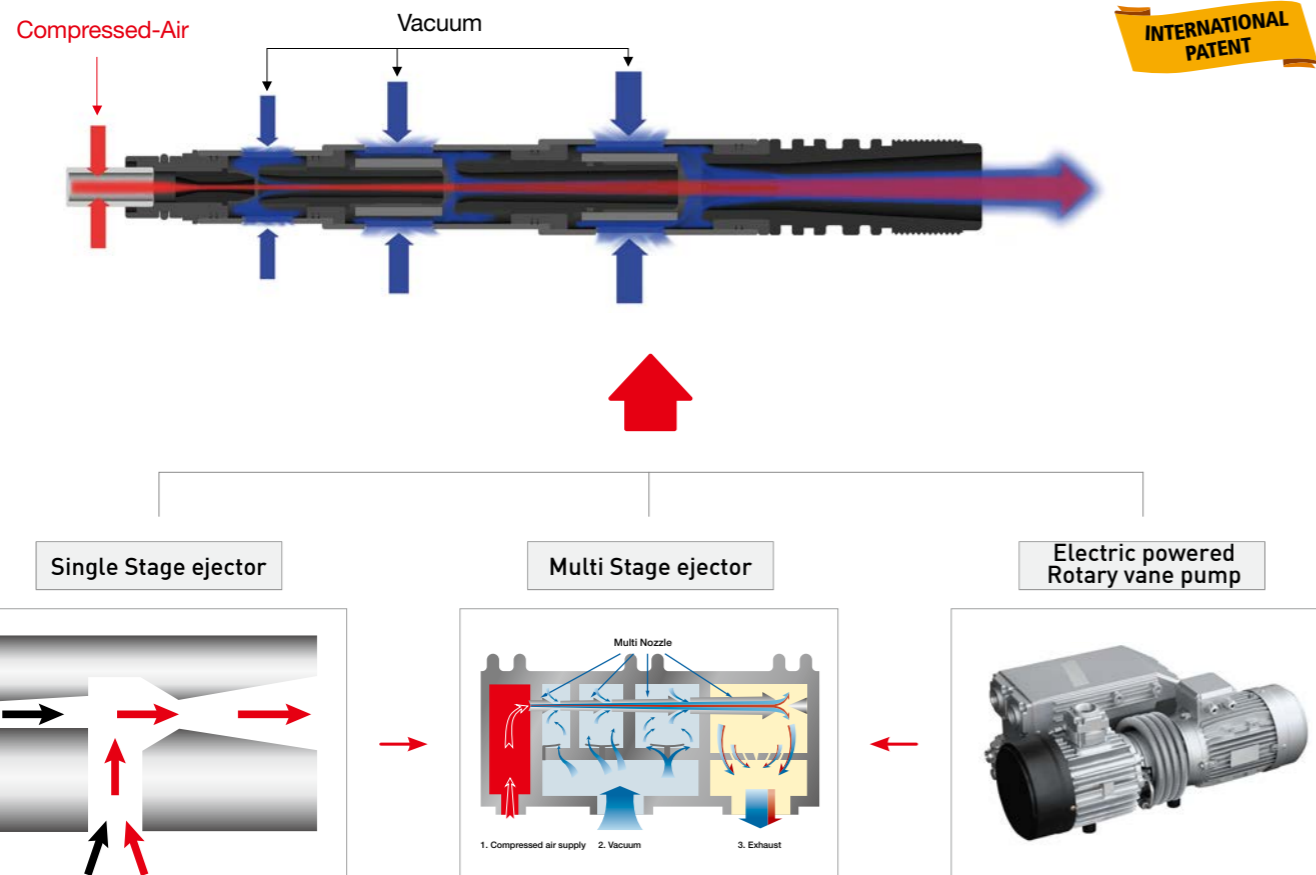 Compressed-Air
Vacuum
INTERNATIONAL
PATENT
Single Stage ejector
Multi Stage ejector
Electric powered
Rotary vane pump
Multi Nozzle
1. Compressed air supply
2. Vacuum
3. Exhaust